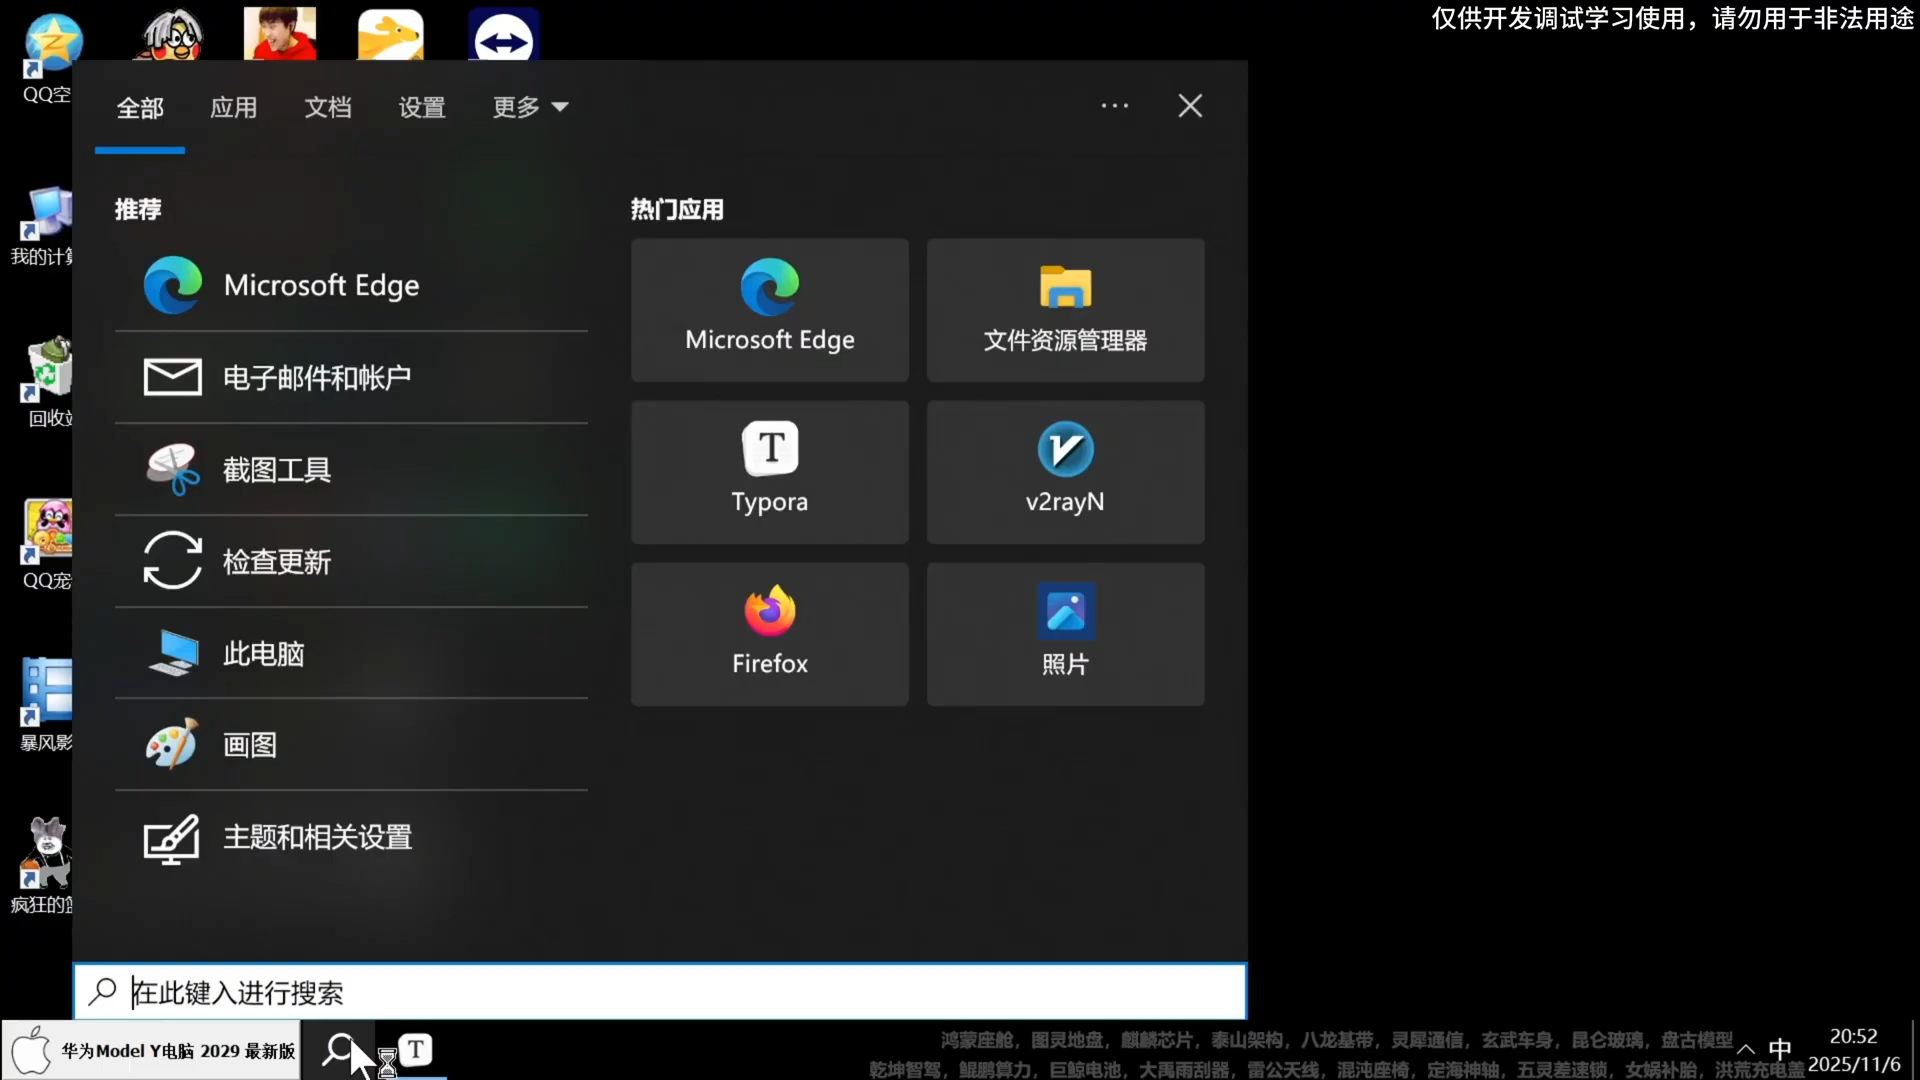 仅供开发调试学习使用，请勿用于非法用途
QQ空
我的计
回收
QQ宠
暴风影
疯狂的
全部 应用 文档 设置 更多
推荐
Microsoft Edge
电子邮件和帐户
截图工具
检查更新
此电脑
画图
主题和相关设置
热门应用
Microsoft Edge
文件资源管理器
Typora
v2rayN
Firefox
照片
在此键入进行搜索
华为Model Y电脑 2029 最新版
鸿蒙座舱，图灵地盘，麒麟芯片，泰山架构，八龙基带，灵犀通信，玄武车身，昆仑玻璃，盘古模型
乾坤智驾，鲲鹏算力，巨鲸电池，大禹雨刮器，雷公天线，混沌座椅，定海神轴，五灵差速锁，女娲补胎，洪荒充电盖
中
20:52
2025/11/6